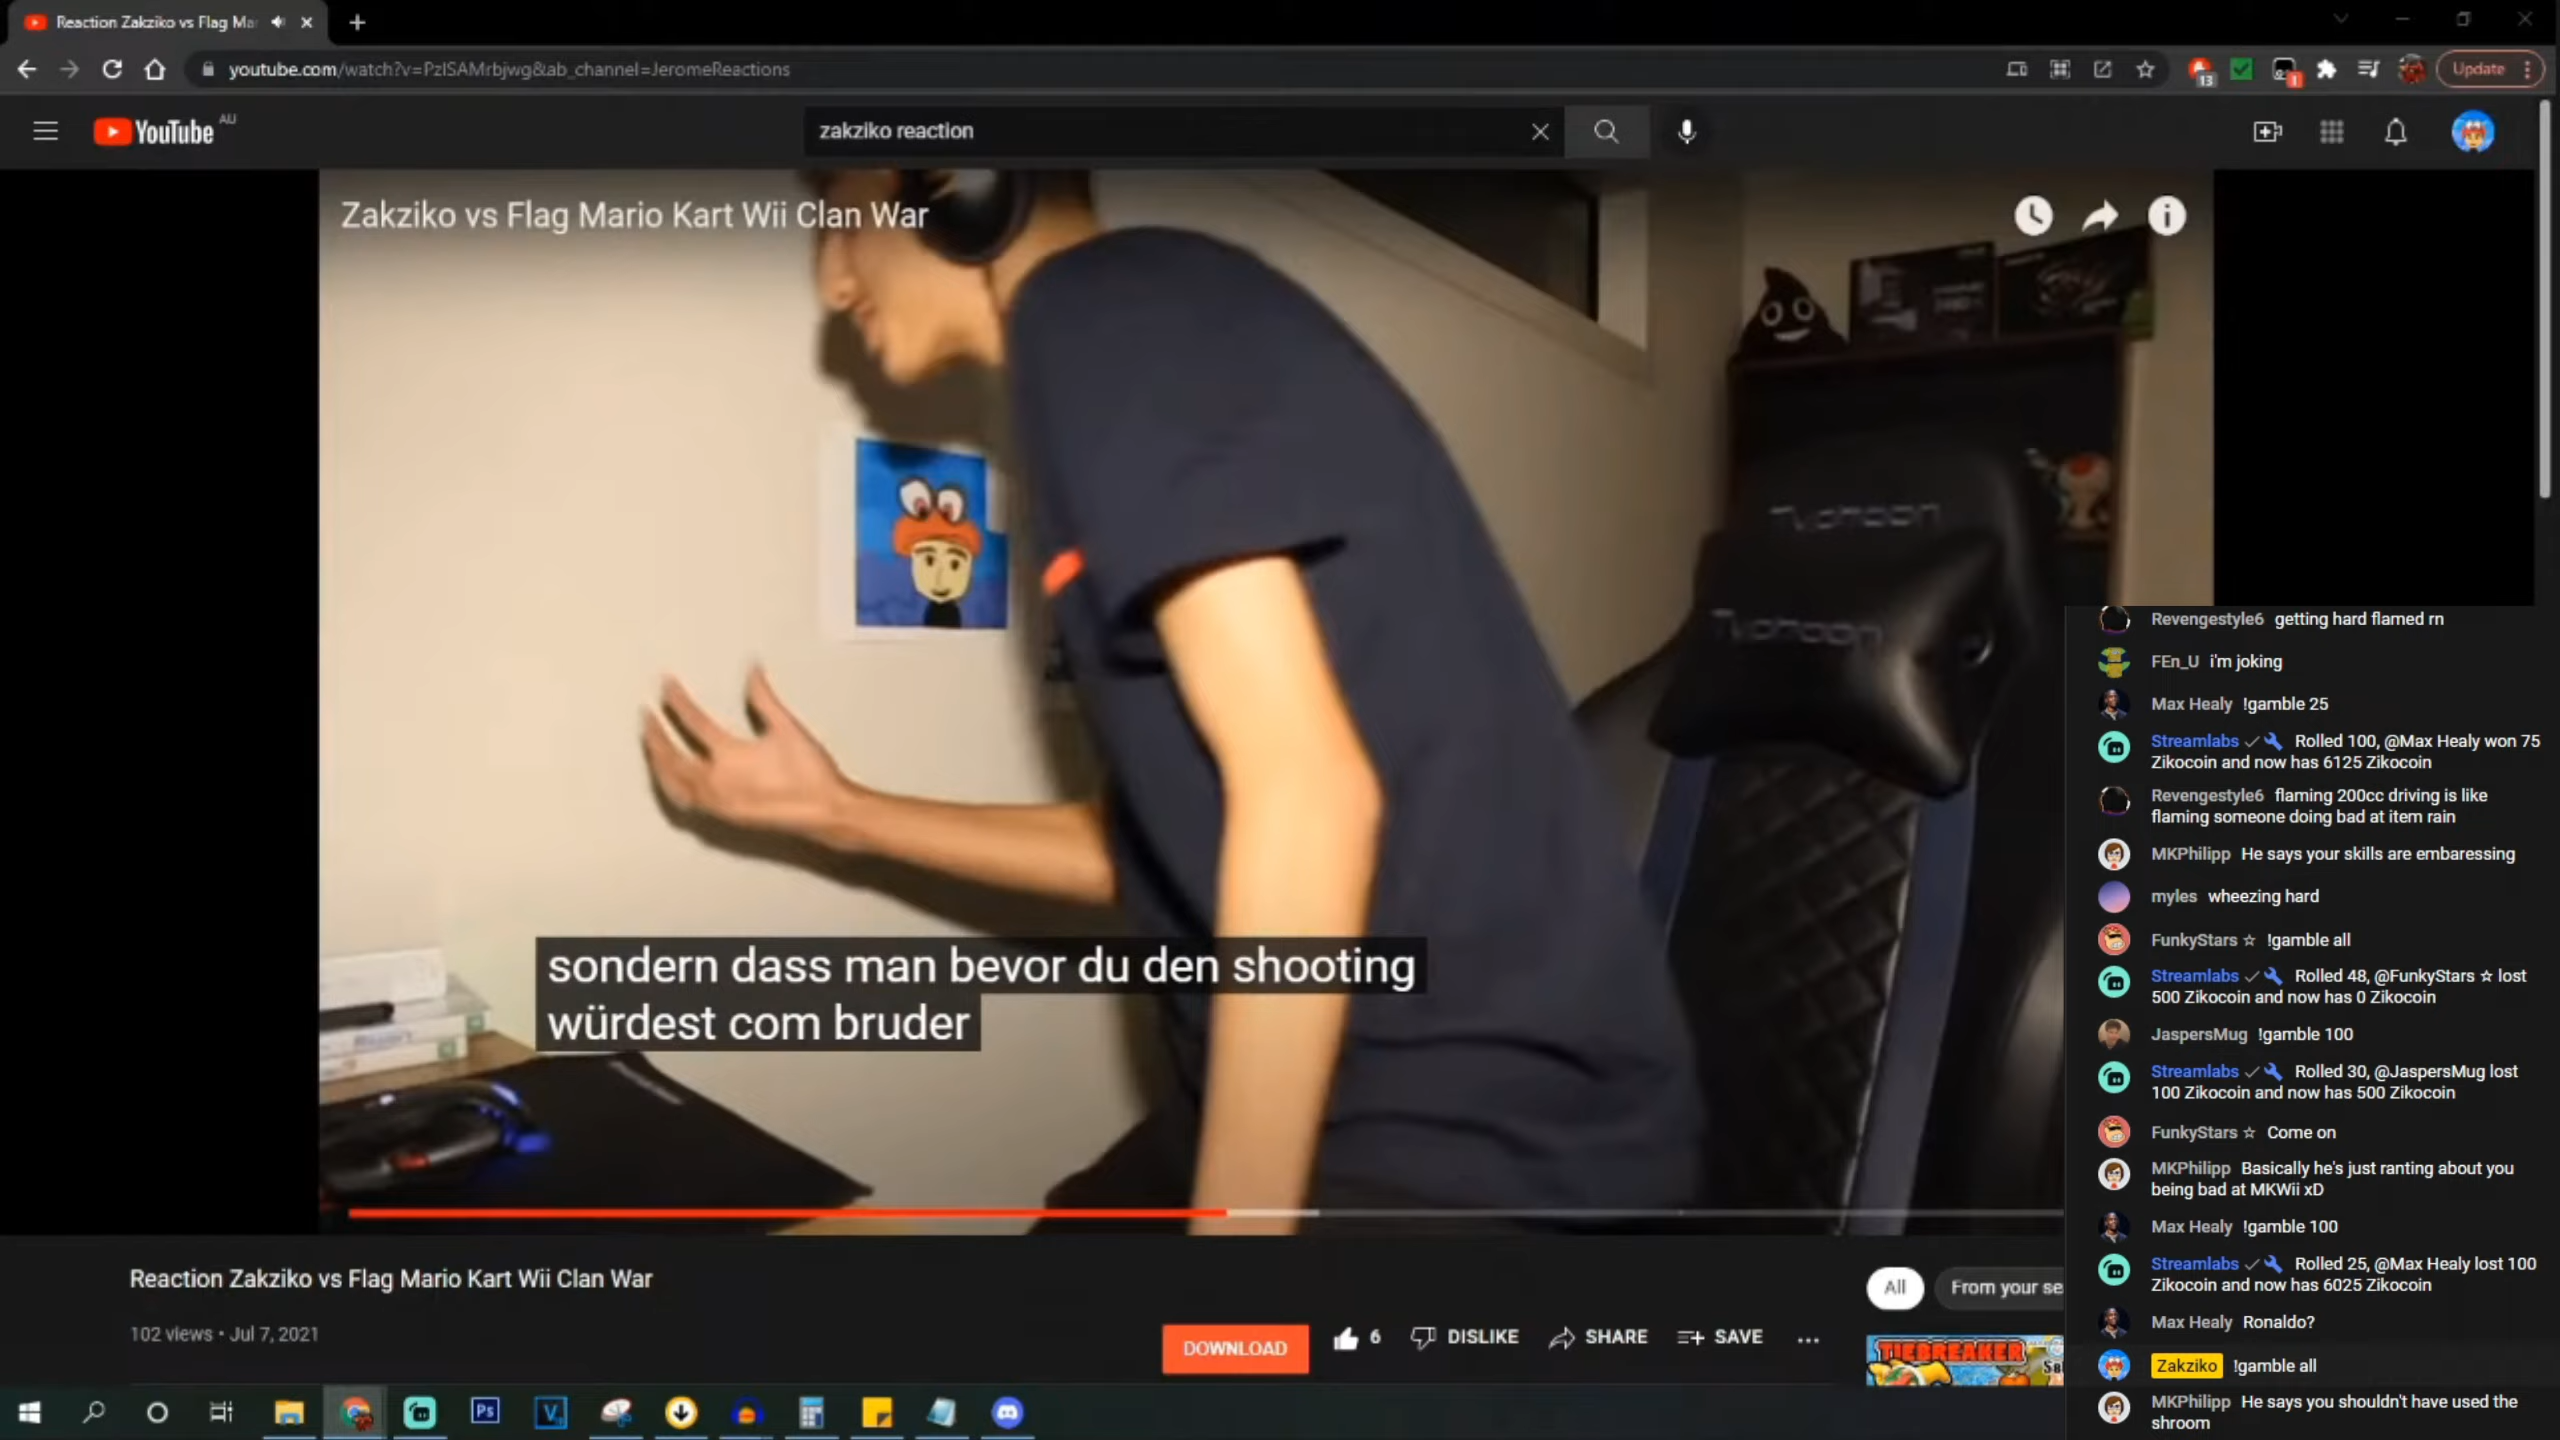 Reaction Zakziko vs Flag Ma
youtube.com/watch?v=PzISAMrbjwg&ab_channel=JeromeReactions
13
1
Update
YouTube AU
zakziko reaction
Zakziko vs Flag Mario Kart Wii Clan War
Typhoon
Typhoon
sondern dass man bevor du den shooting
würdest com bruder
Reaction Zakziko vs Flag Mario Kart Wii Clan War
102 views • Jul 7, 2021
DOWNLOAD
6
DISLIKE
SHARE
SAVE
All
From your se
TIEBREAKER
Ps
V
Revengestyle6 getting hard flamed rn
FEn_U i'm joking
Max Healy !gamble 25
Streamlabs Rolled 100, @Max Healy won 75
Zikocoin and now has 6125 Zikocoin
Revengestyle6 flaming 200cc driving is like
flaming someone doing bad at item rain
MKPhilipp He says your skills are embaressing
myles wheezing hard
FunkyStars ☆ !gamble all
Streamlabs Rolled 48, @FunkyStars ☆ lost
500 Zikocoin and now has 0 Zikocoin
JaspersMug !gamble 100
Streamlabs Rolled 30, @JaspersMug lost
100 Zikocoin and now has 500 Zikocoin
FunkyStars ☆ Come on
MKPhilipp Basically he's just ranting about you
being bad at MKWii xD
Max Healy !gamble 100
Streamlabs Rolled 25, @Max Healy lost 100
Zikocoin and now has 6025 Zikocoin
Max Healy Ronaldo?
Zakziko !gamble all
MKPhilipp He says you shouldn't have used the
shroom